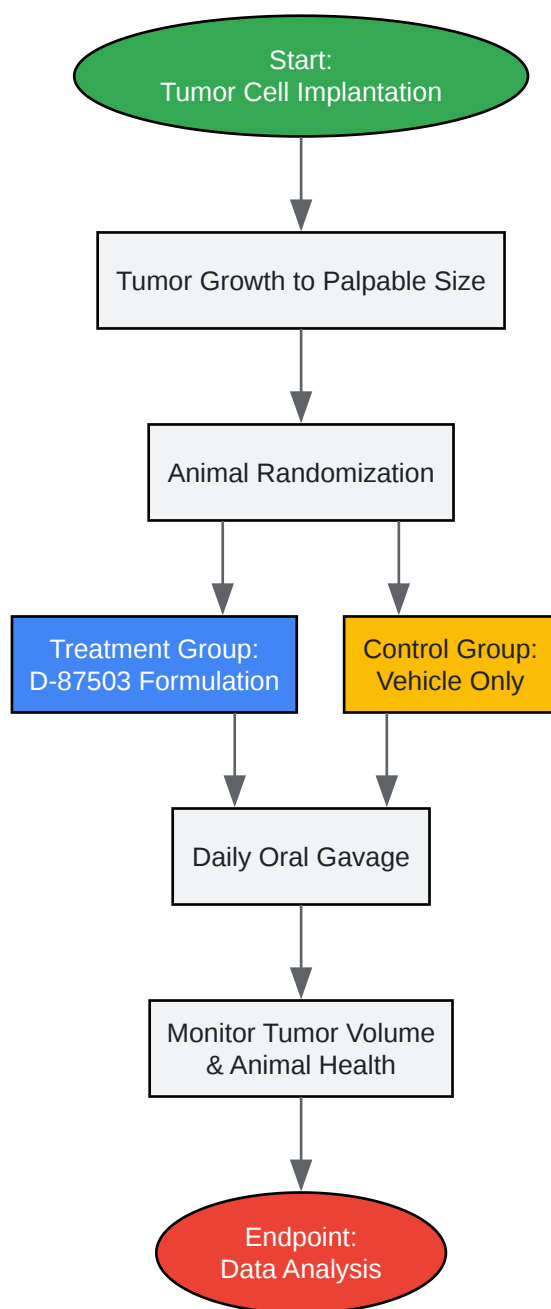 Start:
Tumor Cell Implantation
Tumor Growth to Palpable Size
Animal Randomization
Treatment Group:
D-87503 Formulation
Control Group:
Vehicle Only
Daily Oral Gavage
Monitor Tumor Volume
& Animal Health
Endpoint:
Data Analysis